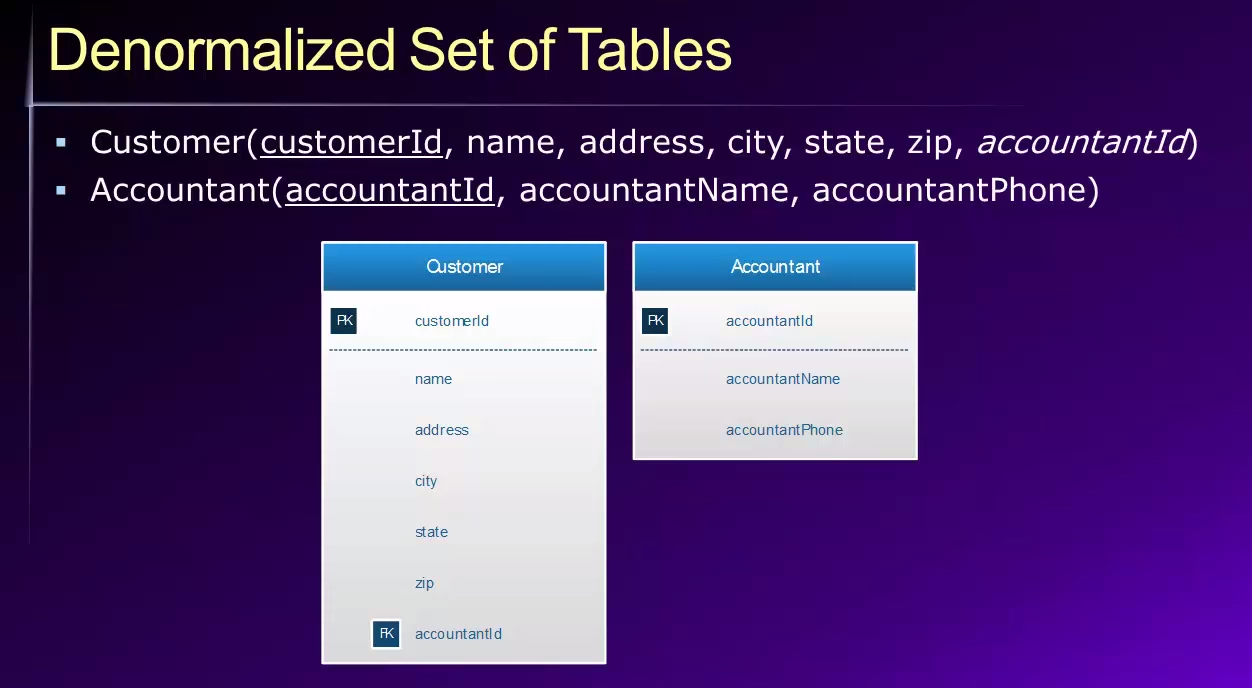 Denormalized Set of Tables
▪ Customer(customerId, name, address, city, state, zip, accountantId)
▪ Accountant(accountantId, accountantName, accountantPhone)
Customer
PK customerId
name
address
city
state
zip
FK accountantId
Accountant
PK accountantId
accountantName
accountantPhone